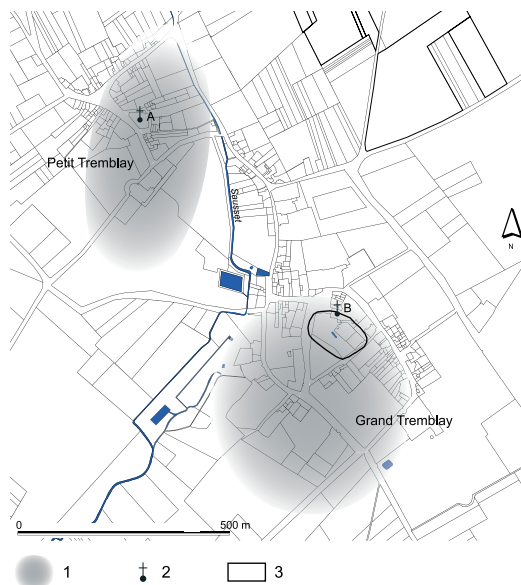 A
Petit Tremblay
Sausset
N
B
Grand Tremblay
0 500 m
1 2 3